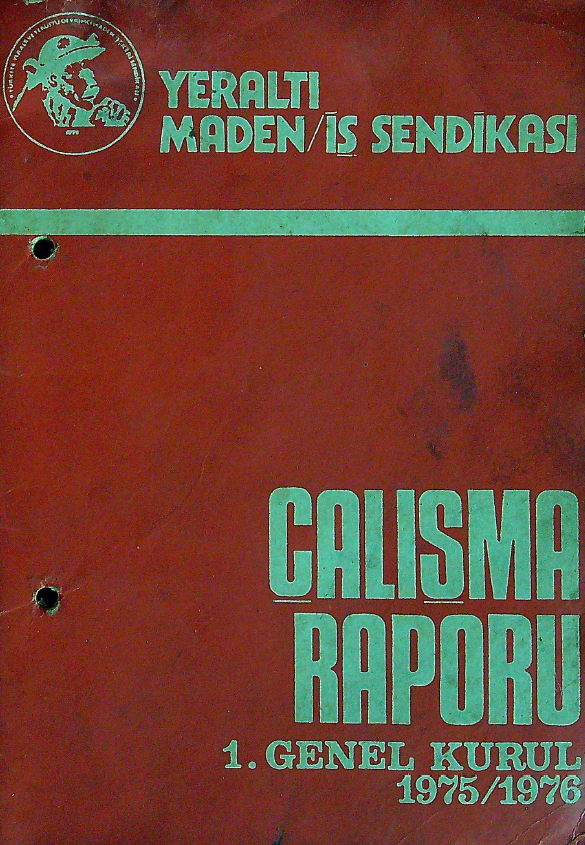 YERALTI
MADEN/İŞ SENDİKASI
ÇALIŞMA
RAPORU
1. GENEL KURUL
1975/1976